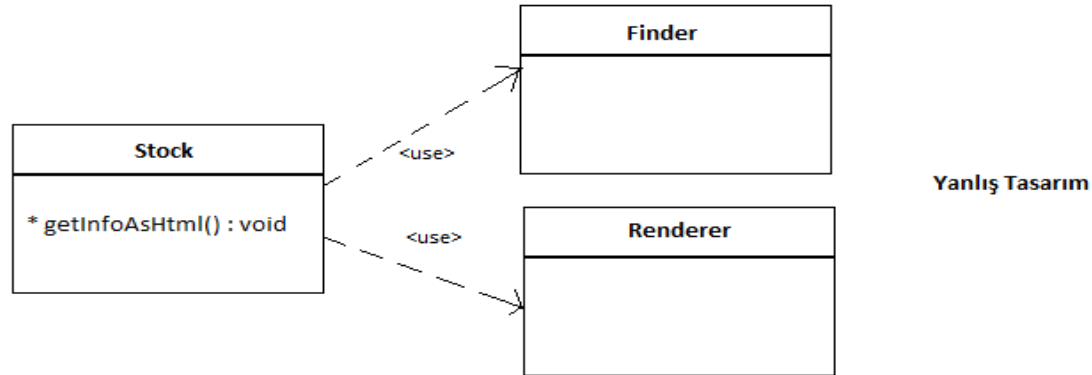 Finder
Stock
<use>
* getInfoAsHtml() : void
Yanlış Tasarım
<use>
Renderer